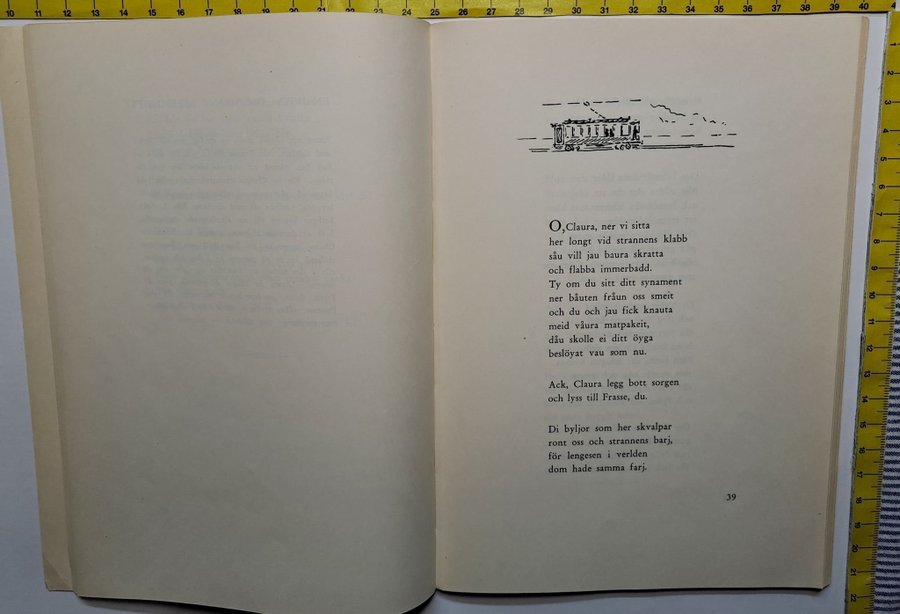 O, Claura, ner vi sitta
her longt vid strannens klabb
såu vill jau baura skratta
och flabba immerbadd.
Ty om du sitt ditt synament
ner båuten fråun oss smeit
och du och jau fick knauta
meid våura matpakeit,
dåu skolle ei ditt öyga
beslöyat vau som nu.
Ack, Claura legg bott sorgen
och lyss till Frasse, du.
Di byljor som her skvalpar
ront oss och strannens barj,
för lengesen i verlden
dom hade samma farj.
39
10 11 12 13 14 15 16 17 18 19 20 21 22 23 24 25 26 27 28 29 30 31 32 33 34 35 36 37 38 39 40 4